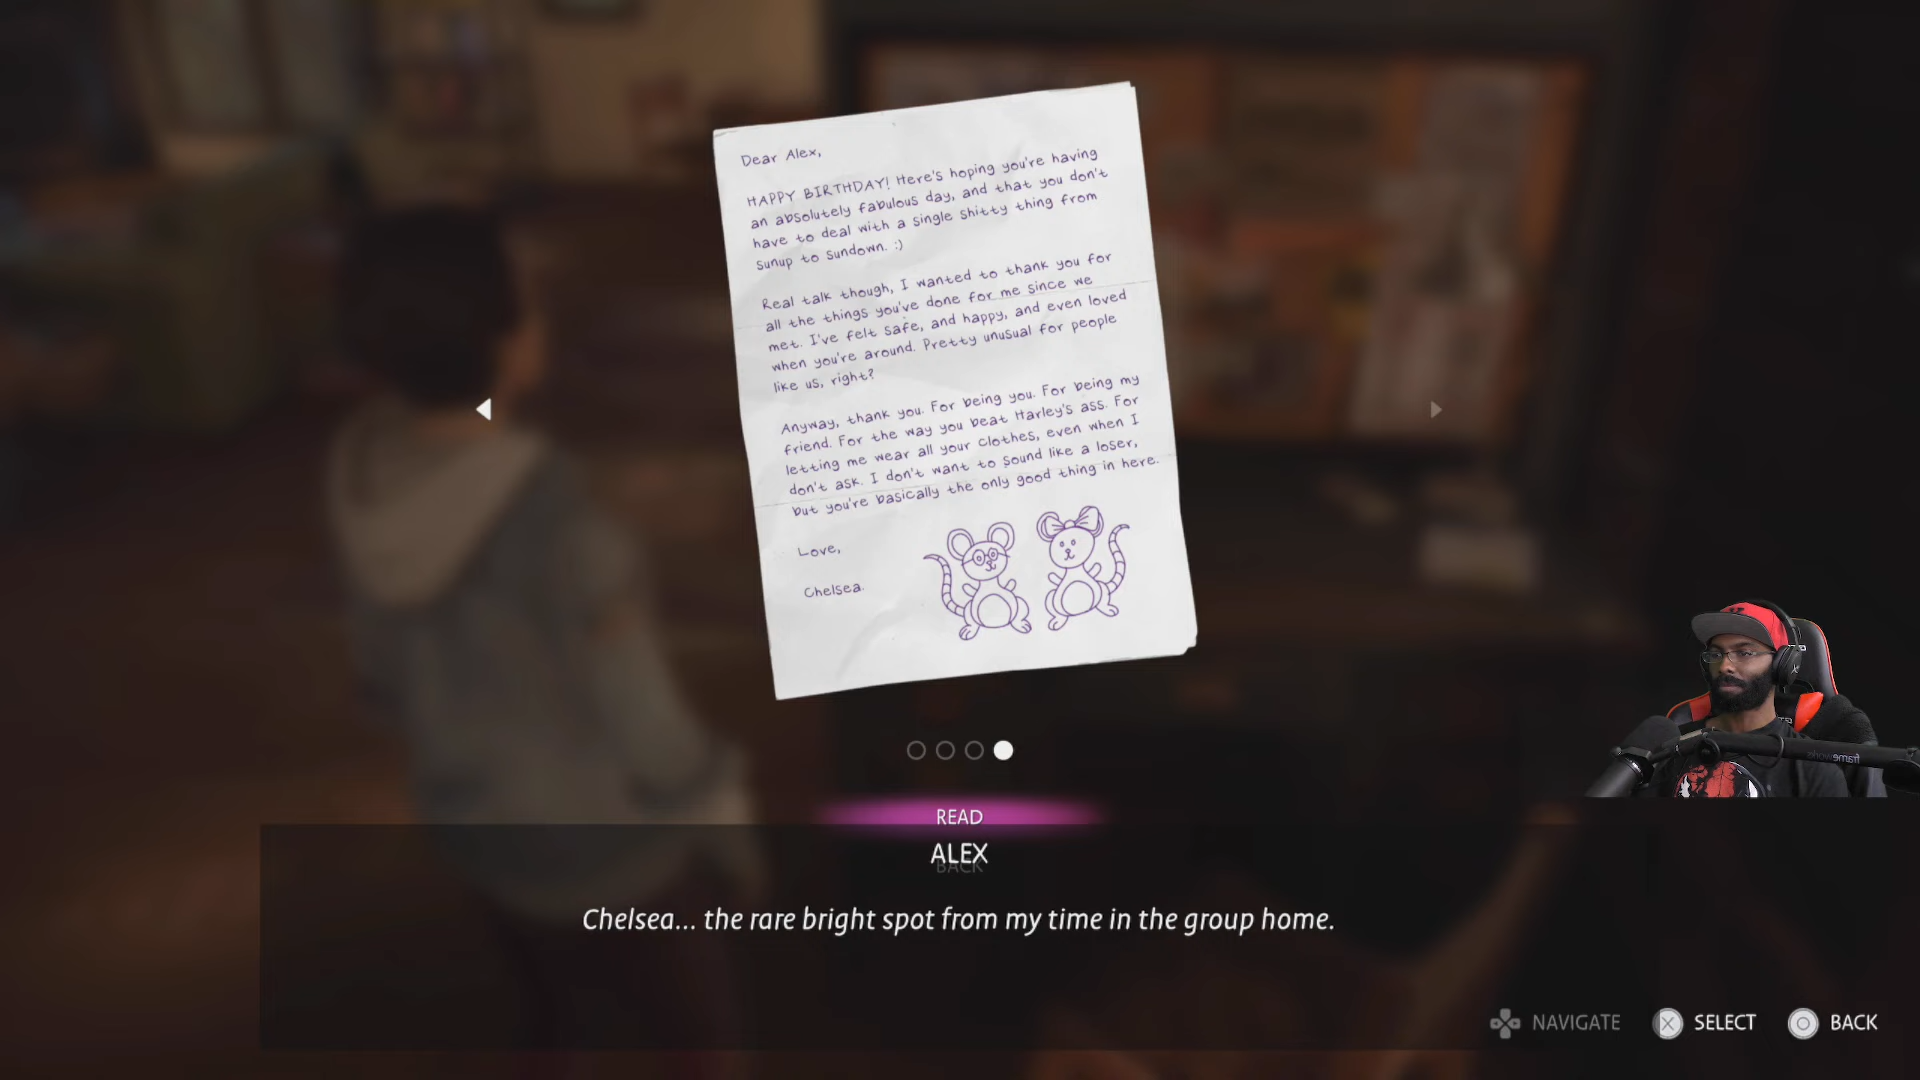 Dear Alex,
HAPPY BIRTHDAY! Here's hoping you're having
an absolutely fabulous day, and that you don't
have to deal with a single shitty thing from
sunup to sundown. :)
Real talk though, I wanted to thank you for
all the things you've done for me since we
met. I've felt safe, and happy, and even loved
when you're around. Pretty unusual for people
like us, right?
Anyway, thank you. For being you. For being my
friend. For the way you beat Harley's ass. For
letting me wear all your clothes, even when I
don't ask. I don't want to sound like a loser,
but you're basically the only good thing in here.
Love,
Chelsea.
READ
ALEX
BACK
Chelsea... the rare bright spot from my time in the group home.
frameworks
NAVIGATE
SELECT
BACK